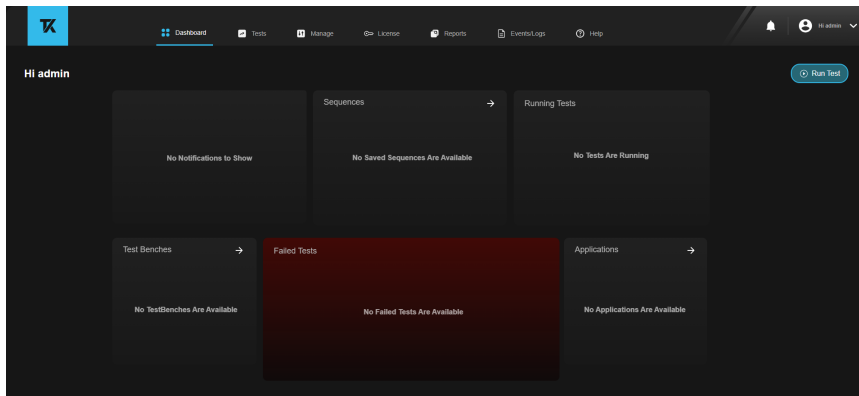 TK
Dashboard
Tests
Manage
License
Reports
Events/Logs
Help
Hi admin
Hi admin
Run Test
No Notifications to Show
Sequences
No Saved Sequences Are Available
Running Tests
No Tests Are Running
Test Benches
No TestBenches Are Available
Failed Tests
No Failed Tests Are Available
Applications
No Applications Are Available